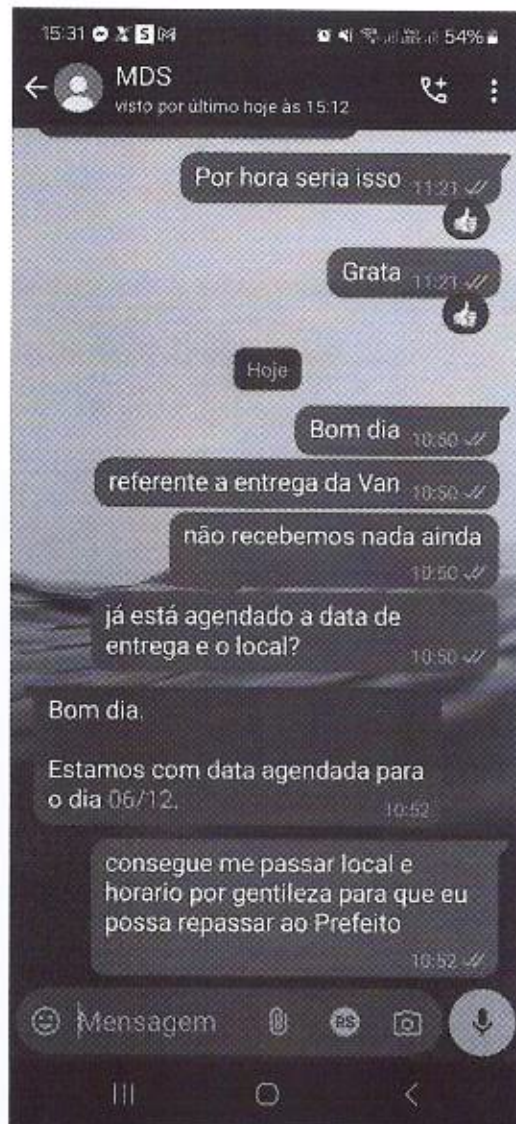 15:31
54%
MDS
visto por último hoje às 15:12
Por hora seria isso 11:21
Grata 11:21
Hoje
Bom dia 10:50
referente a entrega da Van 10:50
não recebemos nada ainda
10:50
já está agendado a data de
entrega e o local?
10:50
Bom dia.
Estamos com data agendada para
o dia 06/12.
10:52
consegue me passar local e
horario por gentileza para que eu
possa repassar ao Prefeito
10:52
Mensagem